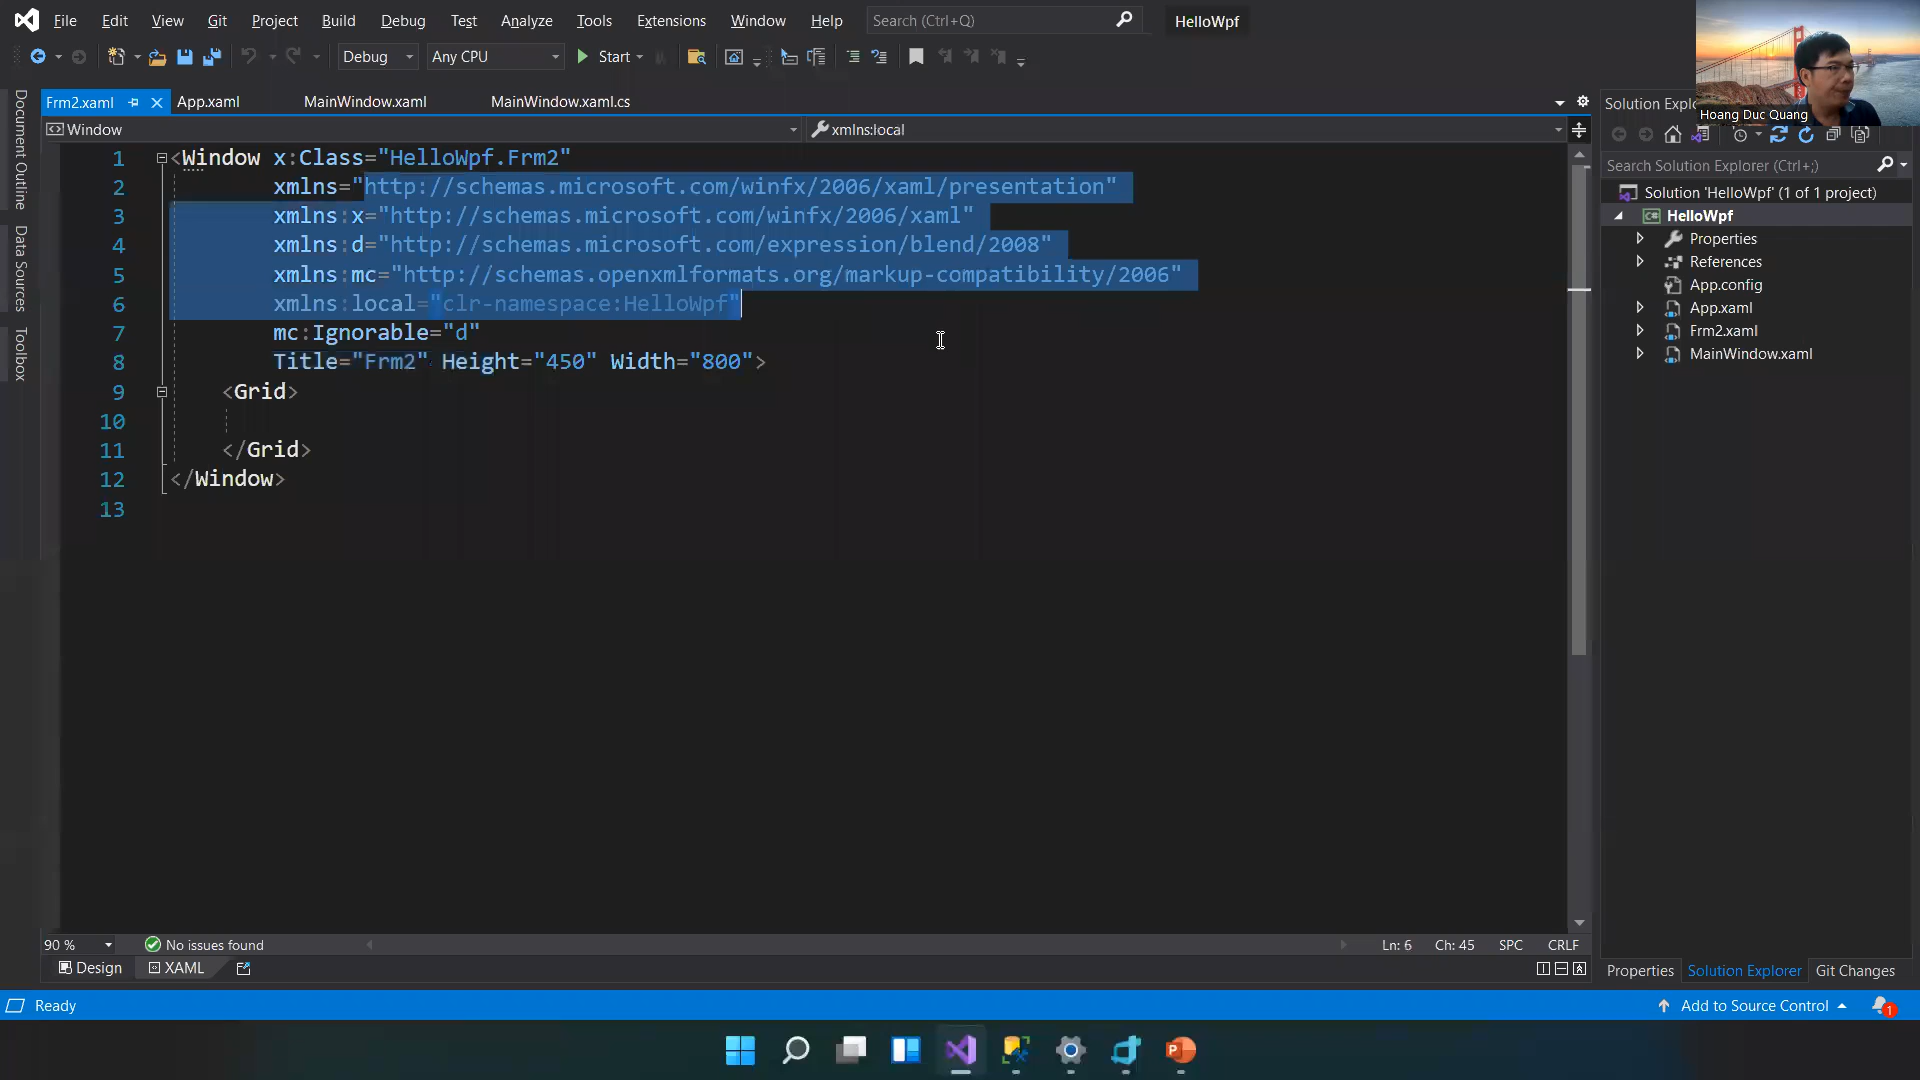 File Edit View Git Project Build Debug Test Analyze Tools Extensions Window Help Search (Ctrl+Q) HelloWpf
Debug Any CPU Start
Hoang Duc Quang
Document Outline
Data Sources
Toolbox
Frm2.xaml App.xaml MainWindow.xaml MainWindow.xaml.cs
Window xmlns:local
1 <Window x:Class="HelloWpf.Frm2"
2 xmlns="http://schemas.microsoft.com/winfx/2006/xaml/presentation"
3 xmlns:x="http://schemas.microsoft.com/winfx/2006/xaml"
4 xmlns:d="http://schemas.microsoft.com/expression/blend/2008"
5 xmlns:mc="http://schemas.openxmlformats.org/markup-compatibility/2006"
6 xmlns:local="clr-namespace:HelloWpf"
7 mc:Ignorable="d"
8 Title="Frm2" Height="450" Width="800">
9 <Grid>
10
11 </Grid>
12 </Window>
13
90 % No issues found Ln: 6 Ch: 45 SPC CRLF
Design XAML
Solution Explo
Search Solution Explorer (Ctrl+;)
Solution 'HelloWpf' (1 of 1 project)
C# HelloWpf
Properties
References
App.config
App.xaml
Frm2.xaml
MainWindow.xaml
Properties Solution Explorer Git Changes
Ready Add to Source Control 1